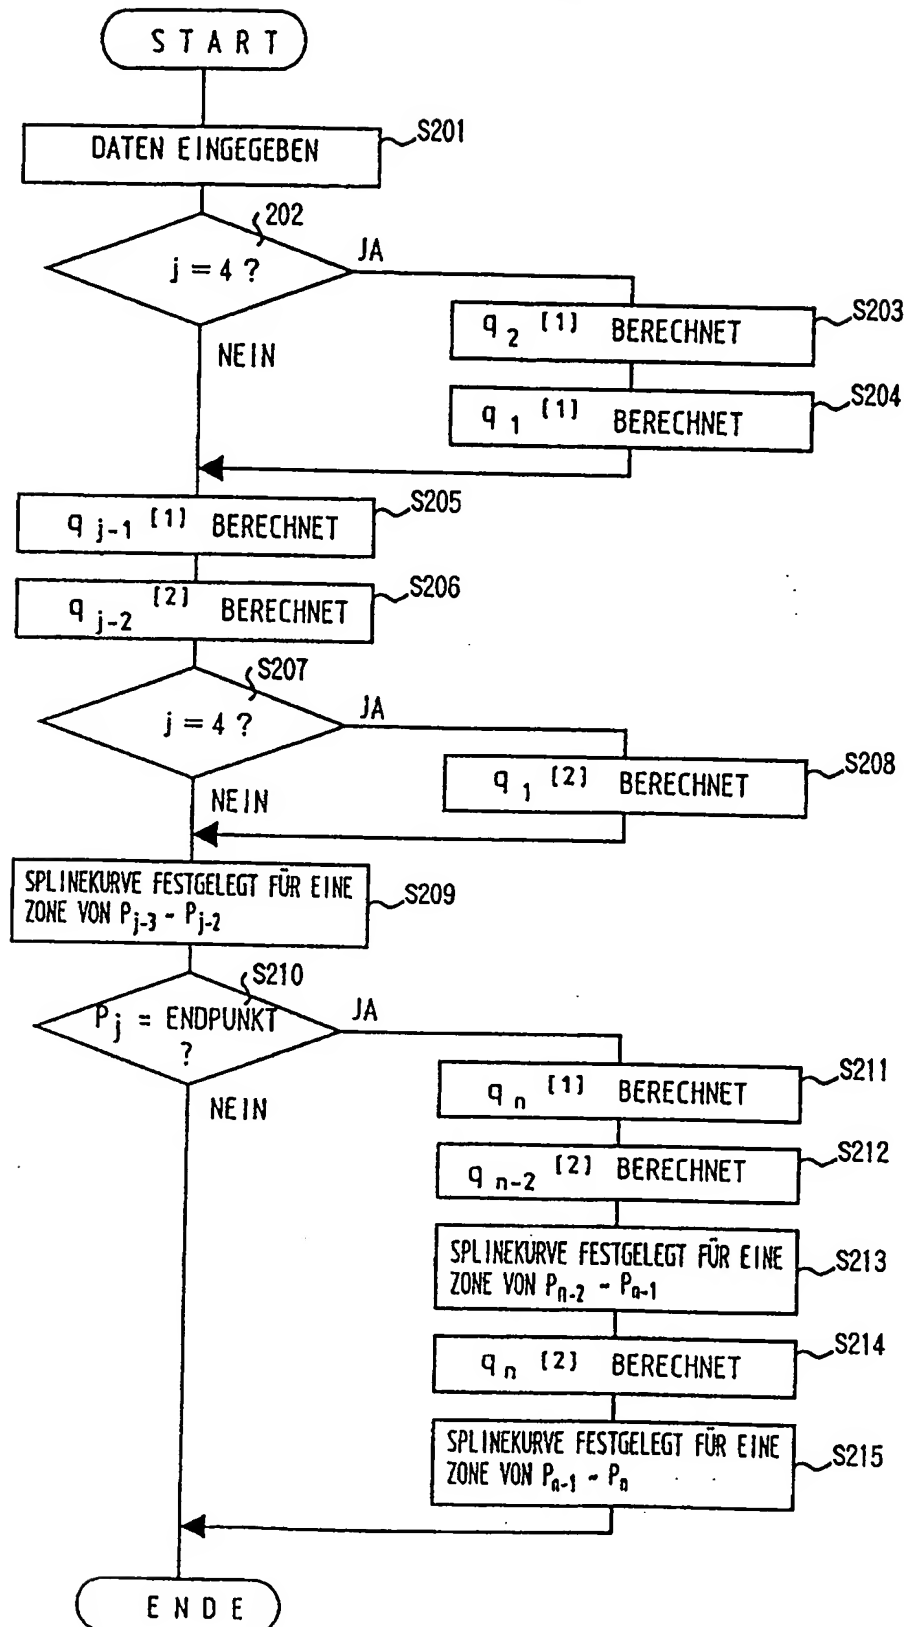 START
DATEN EINGEGEBEN
S201
202
j = 4 ?
JA
NEIN
q 2 [1] BERECHNET
S203
q 1 [1] BERECHNET
S204
q j-1 [1] BERECHNET
S205
q j-2 [2] BERECHNET
S206
S207
j = 4 ?
JA
NEIN
q 1 [2] BERECHNET
S208
SPLINEKURVE FESTGELEGT FÜR EINE
ZONE VON Pj-3 - Pj-2
S209
S210
Pj = ENDPUNKT
?
JA
NEIN
q n [1] BERECHNET
S211
q n-2 [2] BERECHNET
S212
SPLINEKURVE FESTGELEGT FÜR EINE
ZONE VON Pn-2 - Pn-1
S213
q n [2] BERECHNET
S214
SPLINEKURVE FESTGELEGT FÜR EINE
ZONE VON Pn-1 - Pn
S215
ENDE